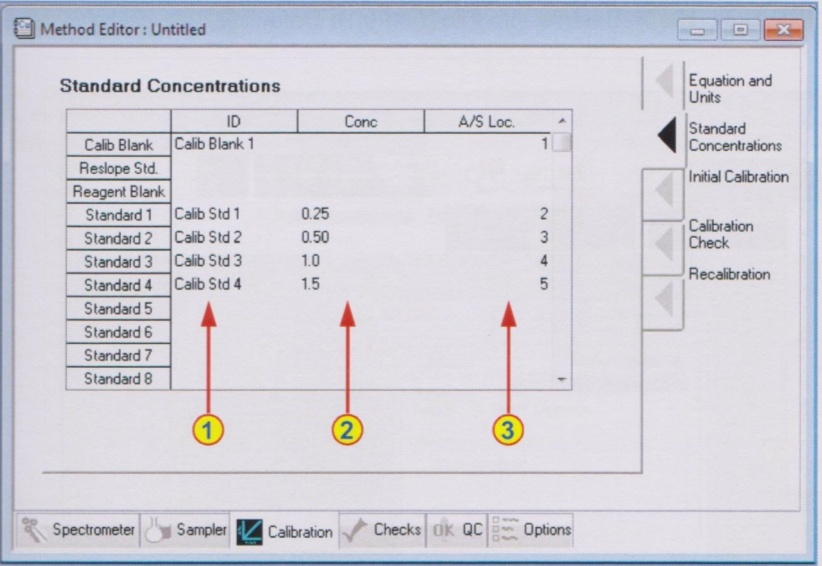 Cu
Method Editor : Untitled
Standard Concentrations
ID Conc A/S Loc.
Calib Blank Calib Blank 1 1
Reslope Std.
Reagent Blank
Standard 1 Calib Std 1 0.25 2
Standard 2 Calib Std 2 0.50 3
Standard 3 Calib Std 3 1.0 4
Standard 4 Calib Std 4 1.5 5
Standard 5
Standard 6
Standard 7
Standard 8
1 2 3
Equation and
Units
Standard
Concentrations
Initial Calibration
Calibration
Check
Recalibration
Spectrometer Sampler Calibration Checks OK QC Options